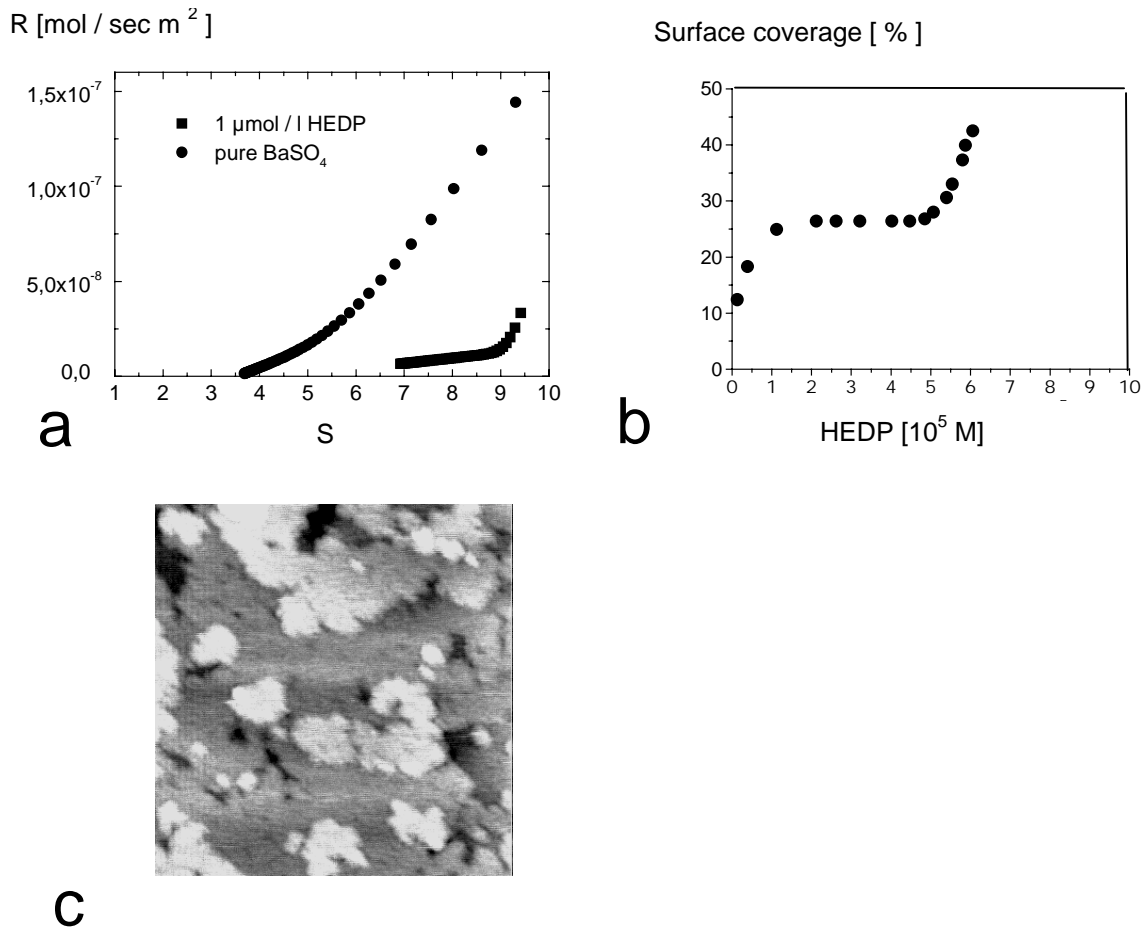 R [mol / sec m ² ]
1,5x10⁻⁷
1,0x10⁻⁷
5,0x10⁻⁸
0,0
1 µmol / l HEDP
pure BaSO₄
1 2 3 4 5 6 7 8 9 10
S
a
Surface coverage [ % ]
50
40
30
20
10
0
0 1 2 3 4 5 6 7 8 9 10
HEDP [10⁵ M]
b
c